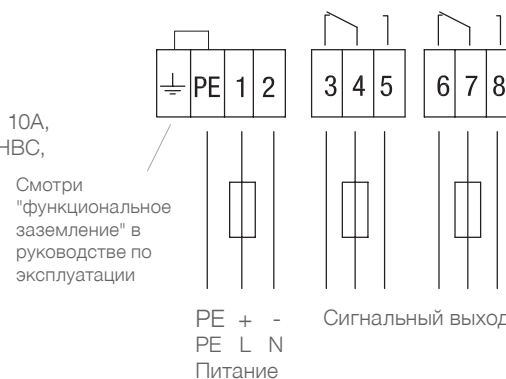 PE 1 2 3 4 5 6 7 8
10A,
НВС,
Смотри
"функциональное
заземление" в
руководстве по
эксплуатации
PE + -
PE L N
Питание
Сигнальный выход